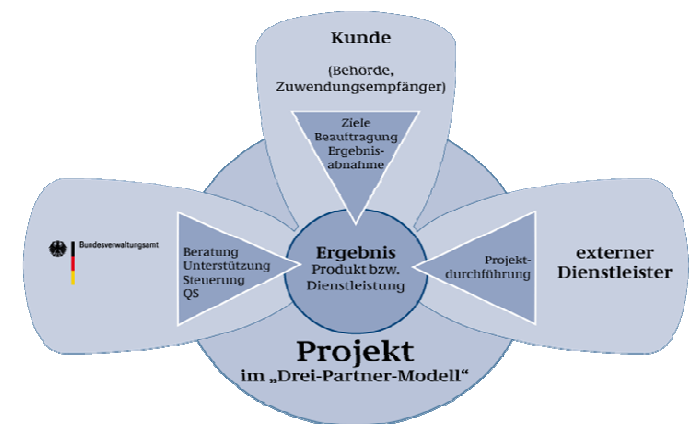 Kunde
(Behörde,
Zuwendungsempfänger)
Ziele
Beauftragung
Ergebnis-
abnahme
Bundesverwaltungsamt
Beratung
Unterstützung
Steuerung
QS
Ergebnis
Produkt bzw.
Dienstleistung
Projekt-
durchführung
externer
Dienstleister
Projekt
im „Drei-Partner-Modell“